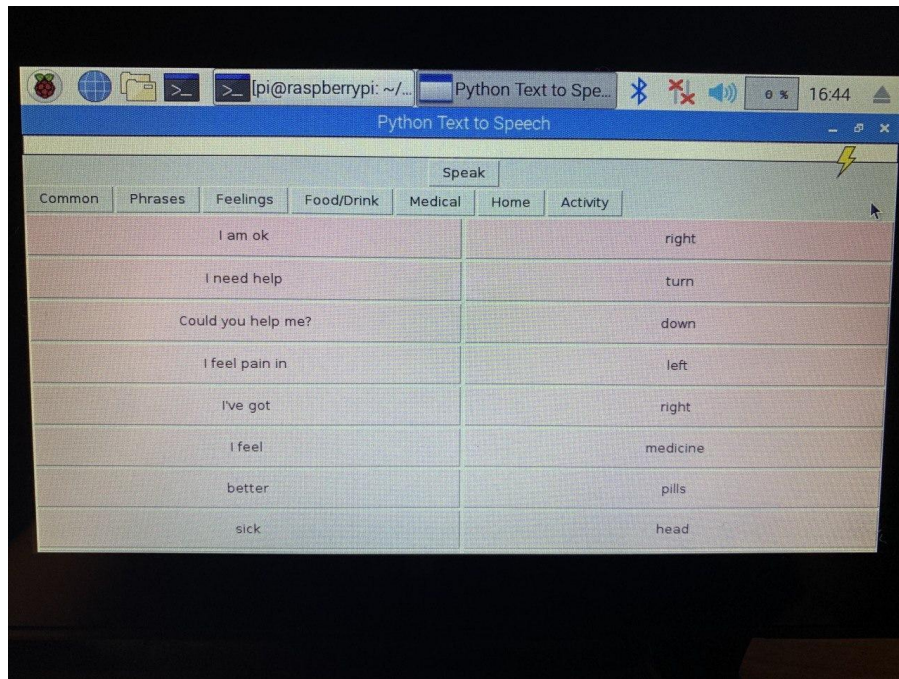 [pi@raspberrypi: ~/... Python Text to Spe... 0 % 16:44
Python Text to Speech
Speak
Common Phrases Feelings Food/Drink Medical Home Activity
I am ok right
I need help turn
Could you help me? down
I feel pain in left
I've got right
I feel medicine
better pills
sick head